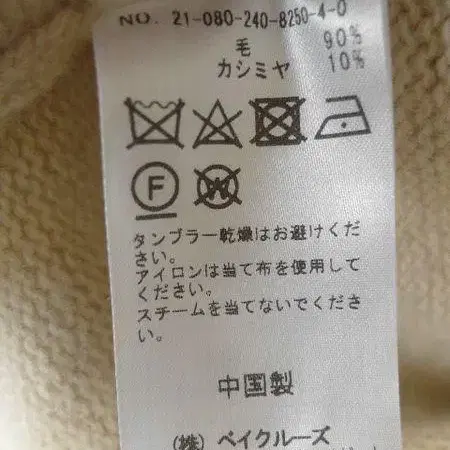 NO. 21-080-240-8250-4-0
毛 90%
カシミヤ 10%
F
W
タンブラー乾燥はお避けくだ
さい。
アイロンは当て布を使用して
ください。
スチームを当てないでくださ
い。
中国製
(株) ベイクルーズ